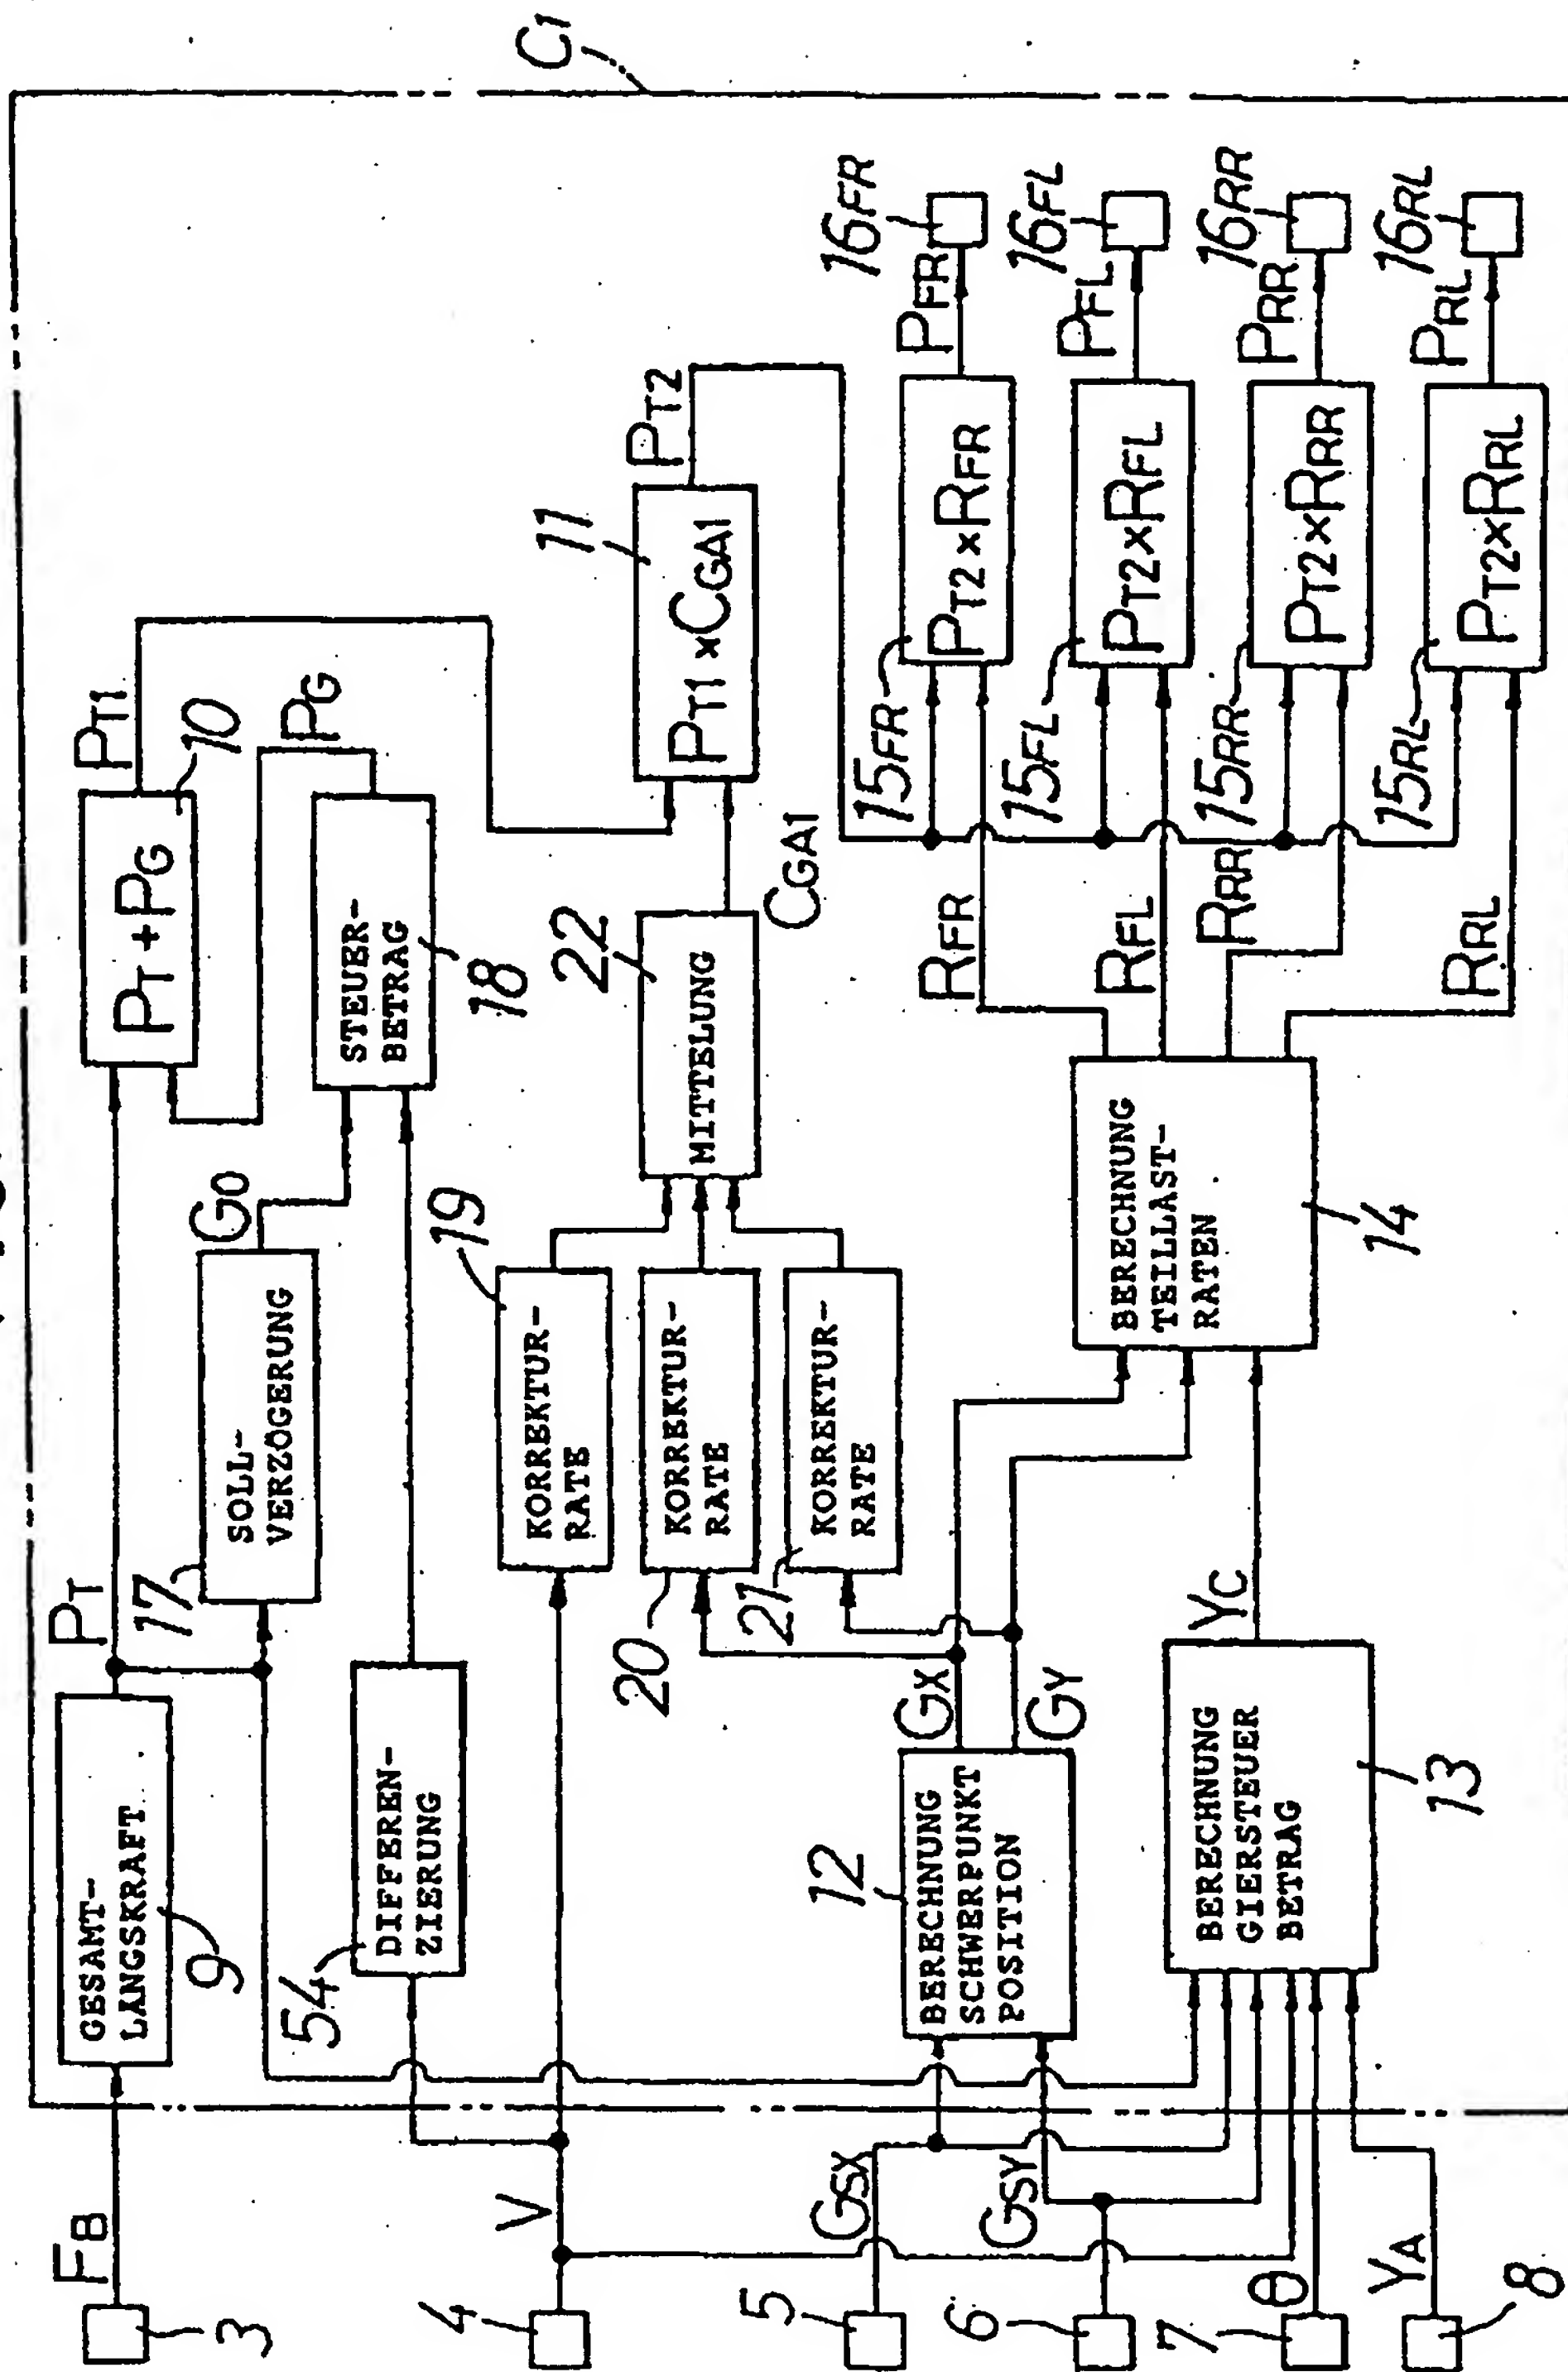 C1
FB
3
GESAMT-
LÄNGSKRAFT
9
PT
PT+PG
10
PT1
17
SOLL-
VERZÖGERUNG
G0
STEUER-
BETRAG
18
PG
54
DIFFEREN-
ZIERUNG
4
V
KORREKTUR-
RATE
19
KORREKTUR-
RATE
20
KORREKTUR-
RATE
21
MITTELUNG
22
CGA1
PT1×CGA1
11
PT2
5
GSX
6
GSY
BERECHNUNG
SCHWERPUNKT
POSITION
12
GX
GY
7
θ
YA
8
BERECHNUNG
GIERSTEUER
BETRAG
13
YC
BERECHNUNG
TEILLAST-
RATEN
14
RFR
RFL
RRR
RRL
15FR
PT2×RFR
PFR
16FR
15FL
PT2×RFL
PFL
16FL
15RR
PT2×RRR
PRR
16RR
15RL
PT2×RRL
PRL
16RL